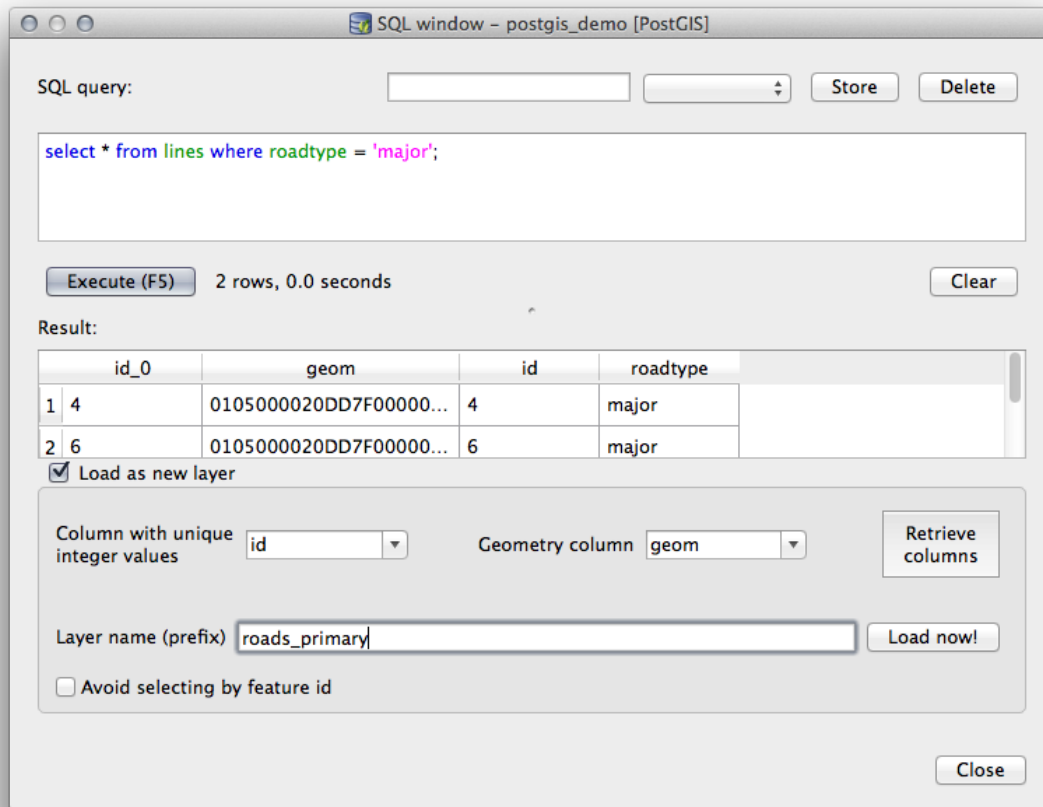 SQL window – postgis_demo [PostGIS]
SQL query: Store Delete
select * from lines where roadtype = 'major';
Execute (F5) 2 rows, 0.0 seconds Clear
Result:
id_0 geom id roadtype
1 4 0105000020DD7F00000... 4 major
2 6 0105000020DD7F00000... 6 major
Load as new layer
Column with unique
integer values id Geometry column geom Retrieve
columns
Layer name (prefix) roads_primary Load now!
Avoid selecting by feature id
Close